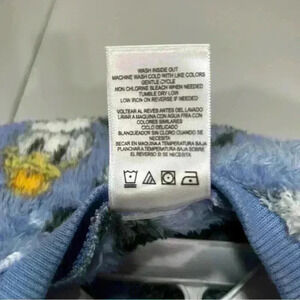 WASH INSIDE OUT
MACHINE WASH COLD WITH LIKE COLORS
GENTLE CYCLE
NON CHLORINE BLEACH WHEN NEEDED
TUMBLE DRY LOW
LOW IRON ON REVERSE IF NEEDED
VOLTEAR AL REVES ANTES DEL LAVADO
LAVAR A MAQUINA CON AGUA FRIA CON
COLORES SIMILARES
CICLO DELICADO
BLANQUEADOR SIN CLORO CUANDO SE
NECESITE
SECAR EN MAQUINA A TEMPERATURA BAJA
PLANCHAR A TEMPERATURA BAJA SOBRE
EL REVERSO SI SE NECESITA